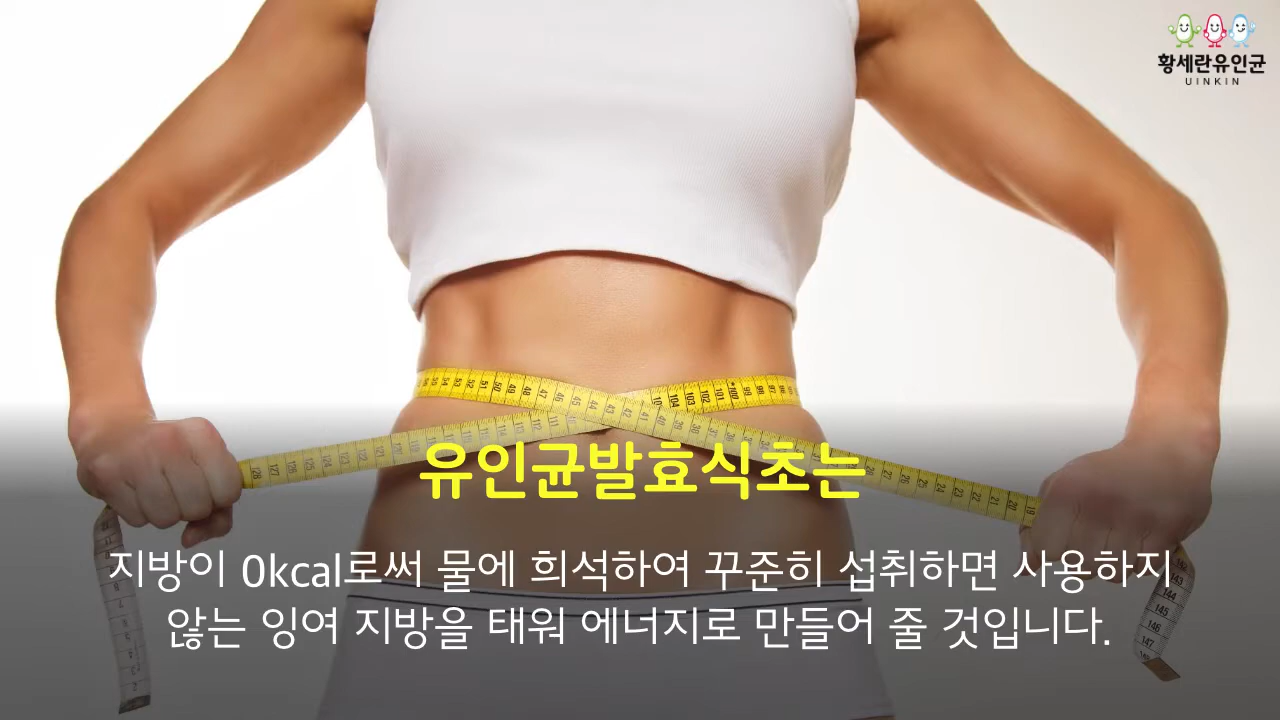 황세란유인균
UINKIN
유인균발효식초는
지방이 0kcal로써 물에 희석하여 꾸준히 섭취하면 사용하지
않는 잉여 지방을 태워 에너지로 만들어 줄 것입니다.